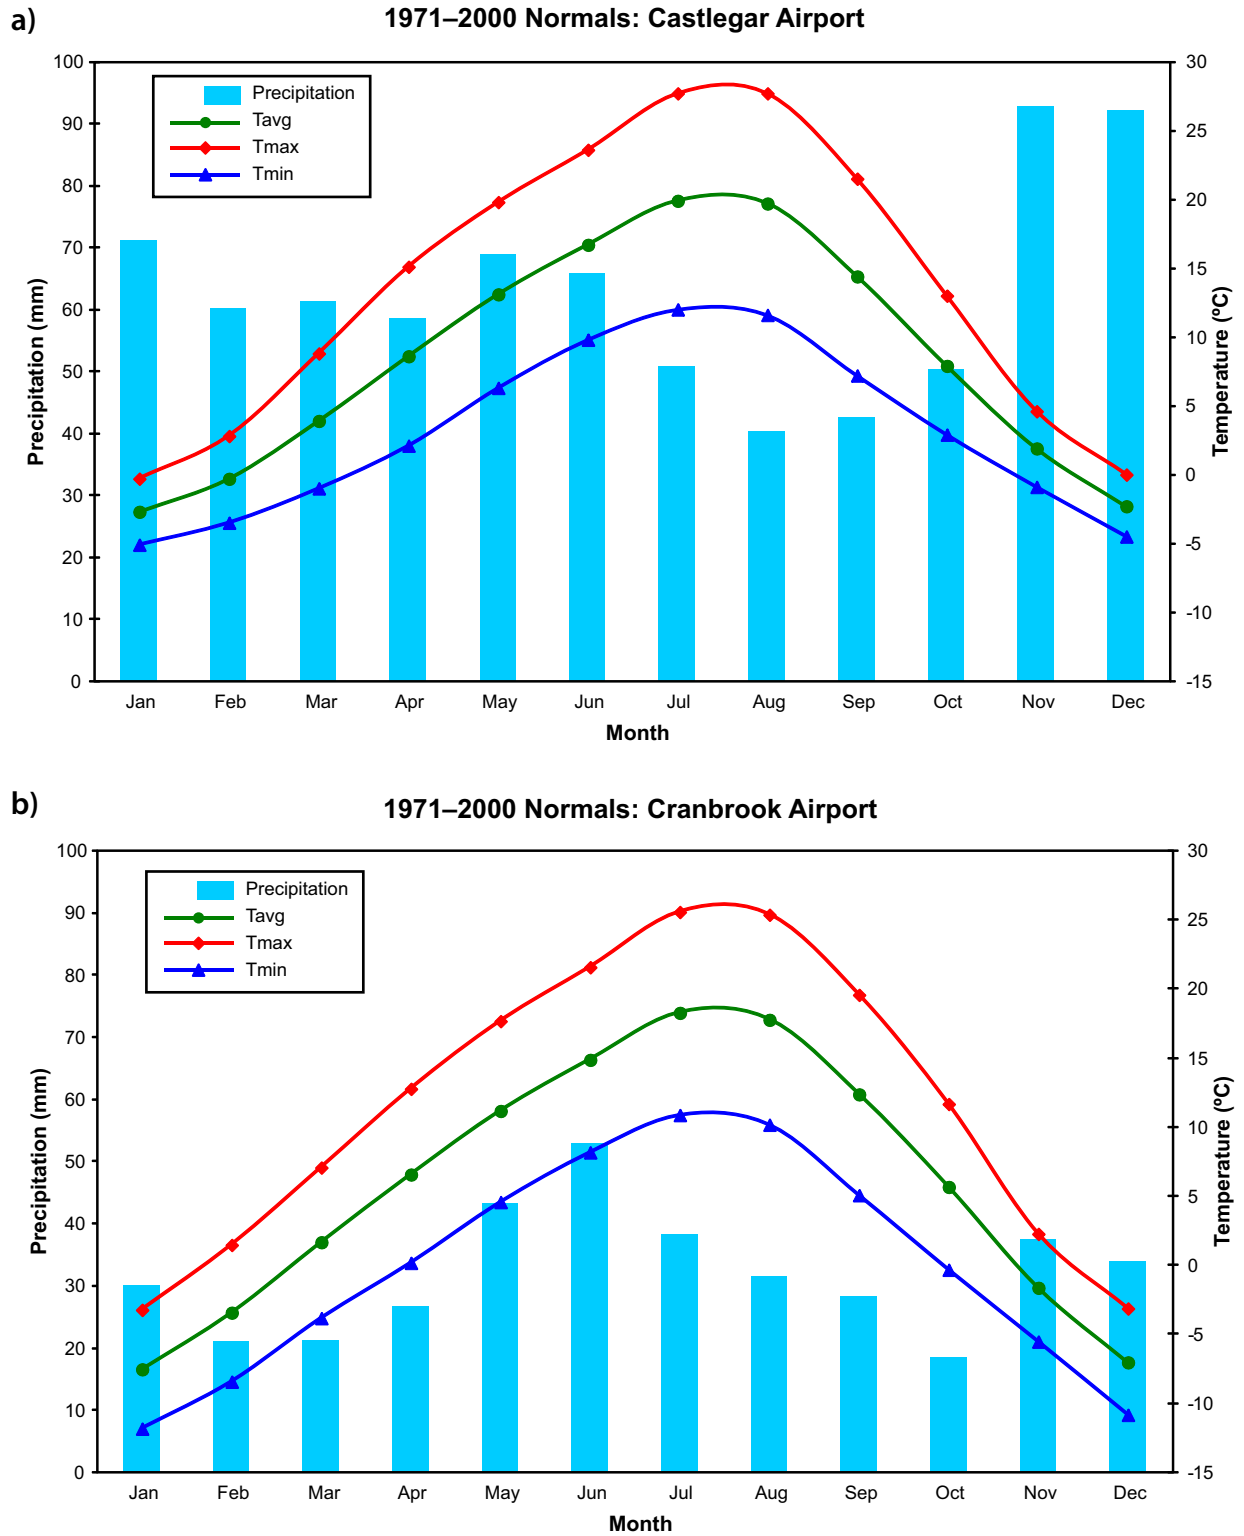 a)
1971–2000 Normals: Castlegar Airport
100
90
80
70
60
50
40
30
20
10
0
Precipitation (mm)
Precipitation
Tavg
Tmax
Tmin
30
25
20
15
10
5
0
-5
-10
-15
Temperature (ºC)
Jan Feb Mar Apr May Jun Jul Aug Sep Oct Nov Dec
Month
b)
1971–2000 Normals: Cranbrook Airport
100
90
80
70
60
50
40
30
20
10
0
Precipitation (mm)
Precipitation
Tavg
Tmax
Tmin
30
25
20
15
10
5
0
-5
-10
-15
Temperature (ºC)
Jan Feb Mar Apr May Jun Jul Aug Sep Oct Nov Dec
Month